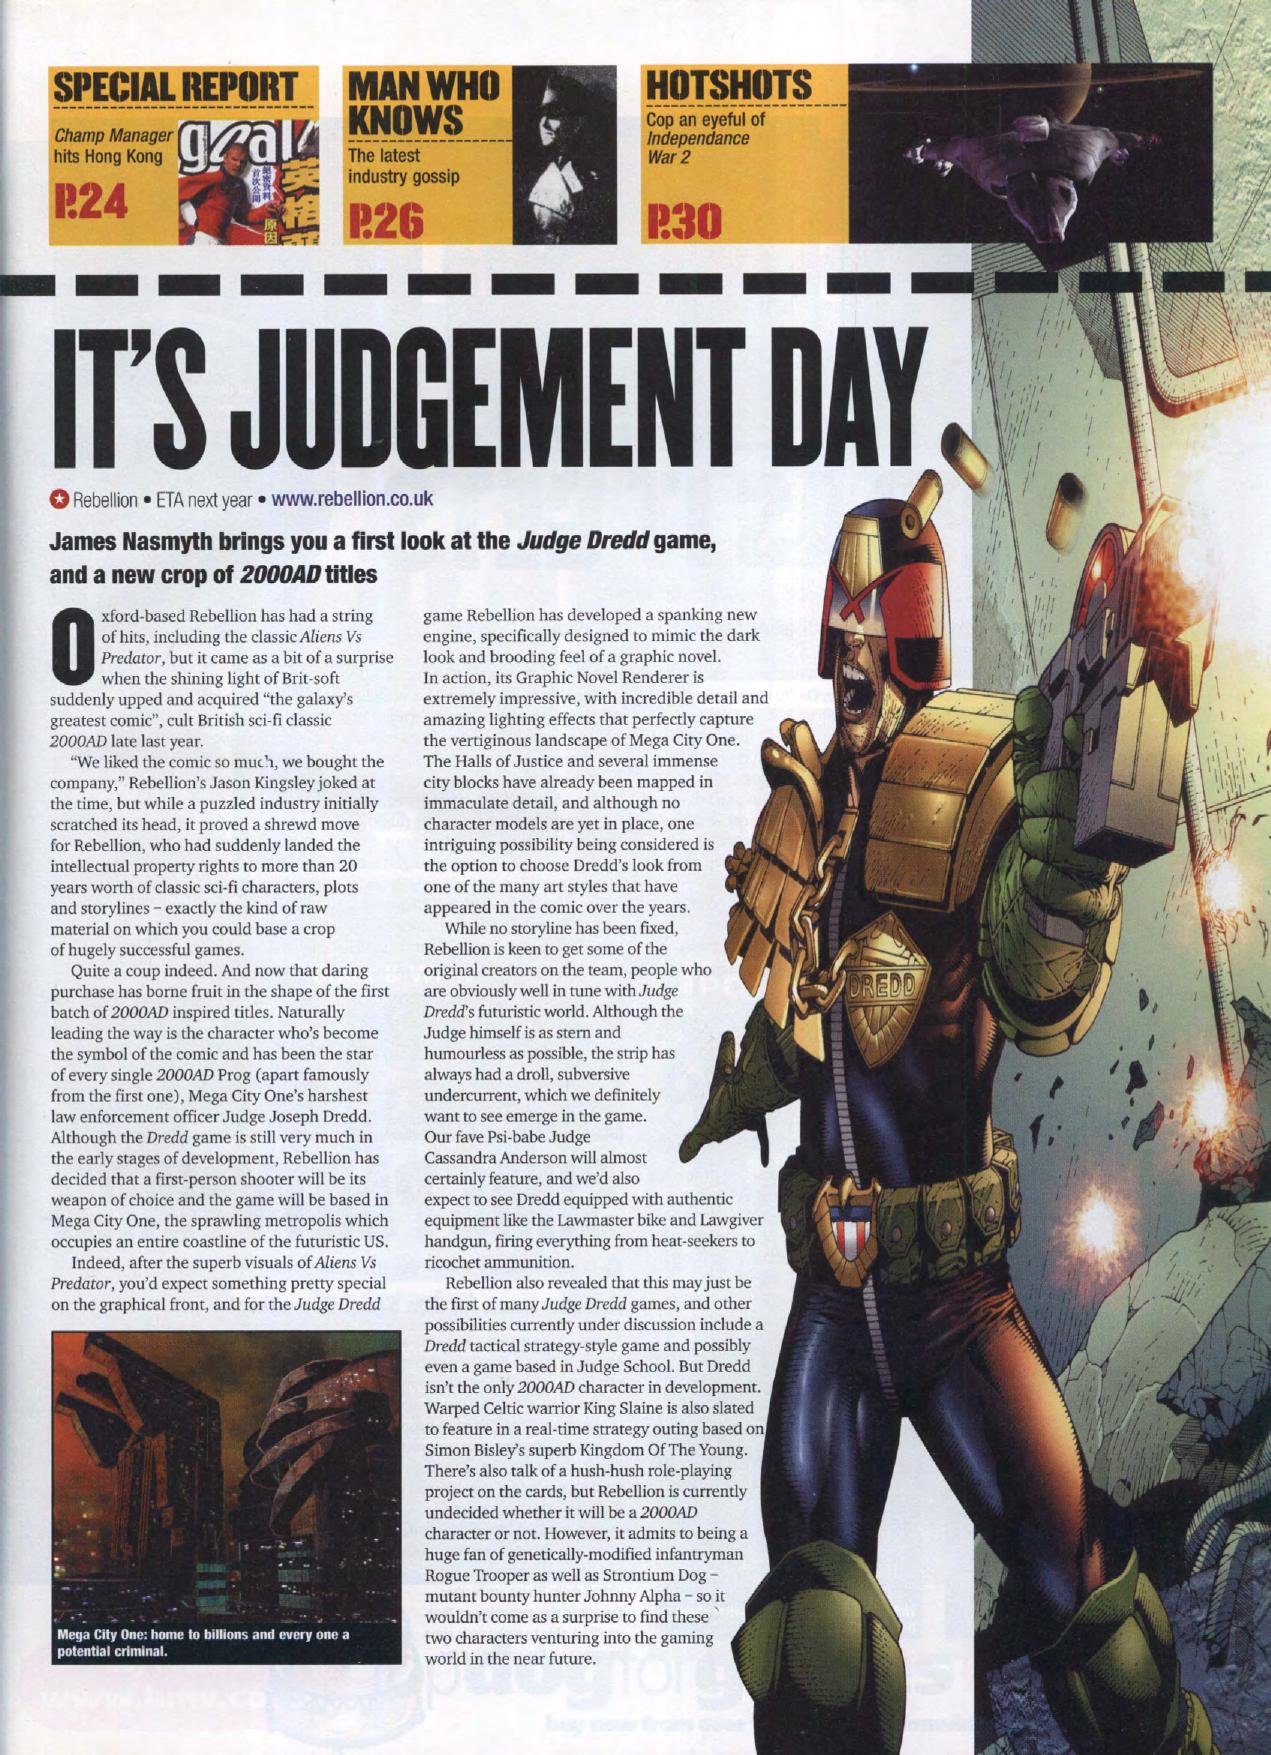 SPECIAL REPORT
Champ Manager
hits Hong Kong
P.24
goal
英
格
原
因
MAN WHO
KNOWS
The latest
industry gossip
P.26
HOTSHOTS
Cop an eyeful of
Independance
War 2
P.30
IT'S JUDGEMENT DAY
Rebellion • ETA next year • www.rebellion.co.uk
James Nasmyth brings you a first look at the Judge Dredd game,
and a new crop of 2000AD titles
Oxford-based Rebellion has had a string
of hits, including the classic Aliens Vs
Predator, but it came as a bit of a surprise
when the shining light of Brit-soft
suddenly upped and acquired “the galaxy's
greatest comic”, cult British sci-fi classic
2000AD late last year.
“We liked the comic so much, we bought the
company,” Rebellion's Jason Kingsley joked at
the time, but while a puzzled industry initially
scratched its head, it proved a shrewd move
for Rebellion, who had suddenly landed the
intellectual property rights to more than 20
years worth of classic sci-fi characters, plots
and storylines – exactly the kind of raw
material on which you could base a crop
of hugely successful games.
Quite a coup indeed. And now that daring
purchase has borne fruit in the shape of the first
batch of 2000AD inspired titles. Naturally
leading the way is the character who's become
the symbol of the comic and has been the star
of every single 2000AD Prog (apart famously
from the first one), Mega City One's harshest
law enforcement officer Judge Joseph Dredd.
Although the Dredd game is still very much in
the early stages of development, Rebellion has
decided that a first-person shooter will be its
weapon of choice and the game will be based in
Mega City One, the sprawling metropolis which
occupies an entire coastline of the futuristic US.
Indeed, after the superb visuals of Aliens Vs
Predator, you'd expect something pretty special
on the graphical front, and for the Judge Dredd
game Rebellion has developed a spanking new
engine, specifically designed to mimic the dark
look and brooding feel of a graphic novel.
In action, its Graphic Novel Renderer is
extremely impressive, with incredible detail and
amazing lighting effects that perfectly capture
the vertiginous landscape of Mega City One.
The Halls of Justice and several immense
city blocks have already been mapped in
immaculate detail, and although no
character models are yet in place, one
intriguing possibility being considered is
the option to choose Dredd's look from
one of the many art styles that have
appeared in the comic over the years.
While no storyline has been fixed,
Rebellion is keen to get some of the
original creators on the team, people who
are obviously well in tune with Judge
Dredd's futuristic world. Although the
Judge himself is as stern and
humourless as possible, the strip has
always had a droll, subversive
undercurrent, which we definitely
want to see emerge in the game.
Our fave Psi-babe Judge
Cassandra Anderson will almost
certainly feature, and we'd also
expect to see Dredd equipped with authentic
equipment like the Lawmaster bike and Lawgiver
handgun, firing everything from heat-seekers to
ricochet ammunition.
Rebellion also revealed that this may just be
the first of many Judge Dredd games, and other
possibilities currently under discussion include a
Dredd tactical strategy-style game and possibly
even a game based in Judge School. But Dredd
isn't the only 2000AD character in development.
Warped Celtic warrior King Slaine is also slated
to feature in a real-time strategy outing based on
Simon Bisley's superb Kingdom Of The Young.
There's also talk of a hush-hush role-playing
project on the cards, but Rebellion is currently
undecided whether it will be a 2000AD
character or not. However, it admits to being a
huge fan of genetically-modified infantryman
Rogue Trooper as well as Strontium Dog –
mutant bounty hunter Johnny Alpha – so it
wouldn't come as a surprise to find these
two characters venturing into the gaming
world in the near future.
Mega City One: home to billions and every one a
potential criminal.
DREDD